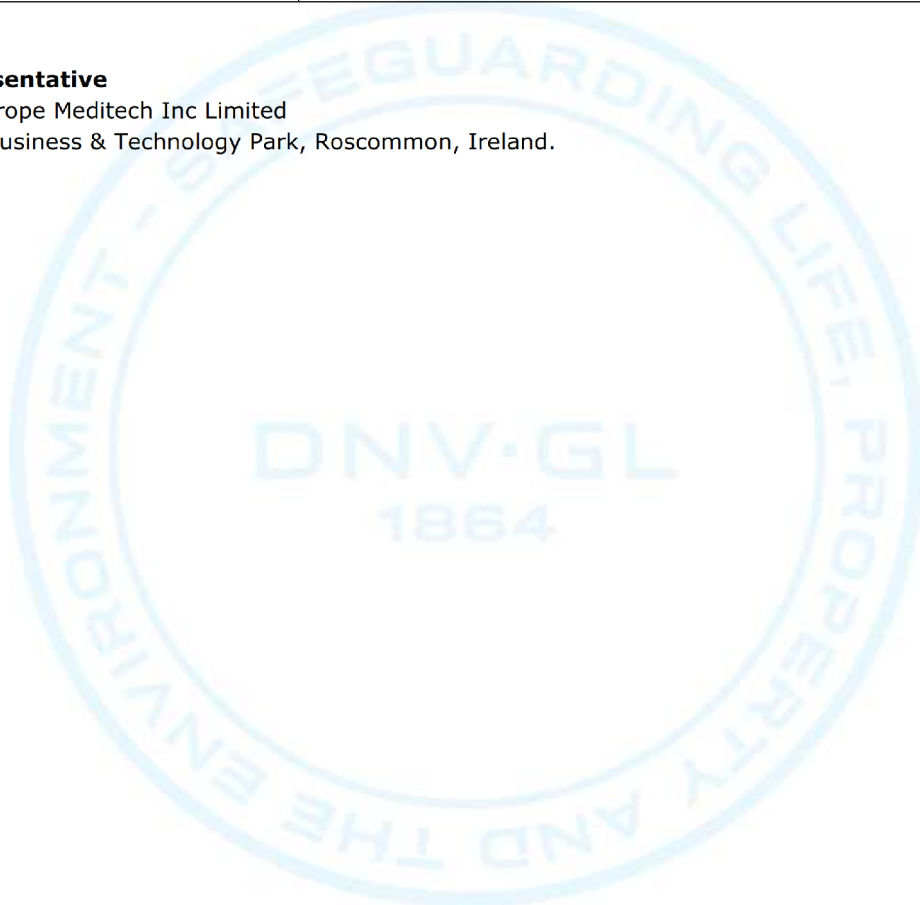 sentative
rope Meditech Inc Limited
usiness & Technology Park, Roscommon, Ireland.
SAFEGUARDING LIFE, PROPERTY AND THE ENVIRONMENT -
DNV·GL
1864